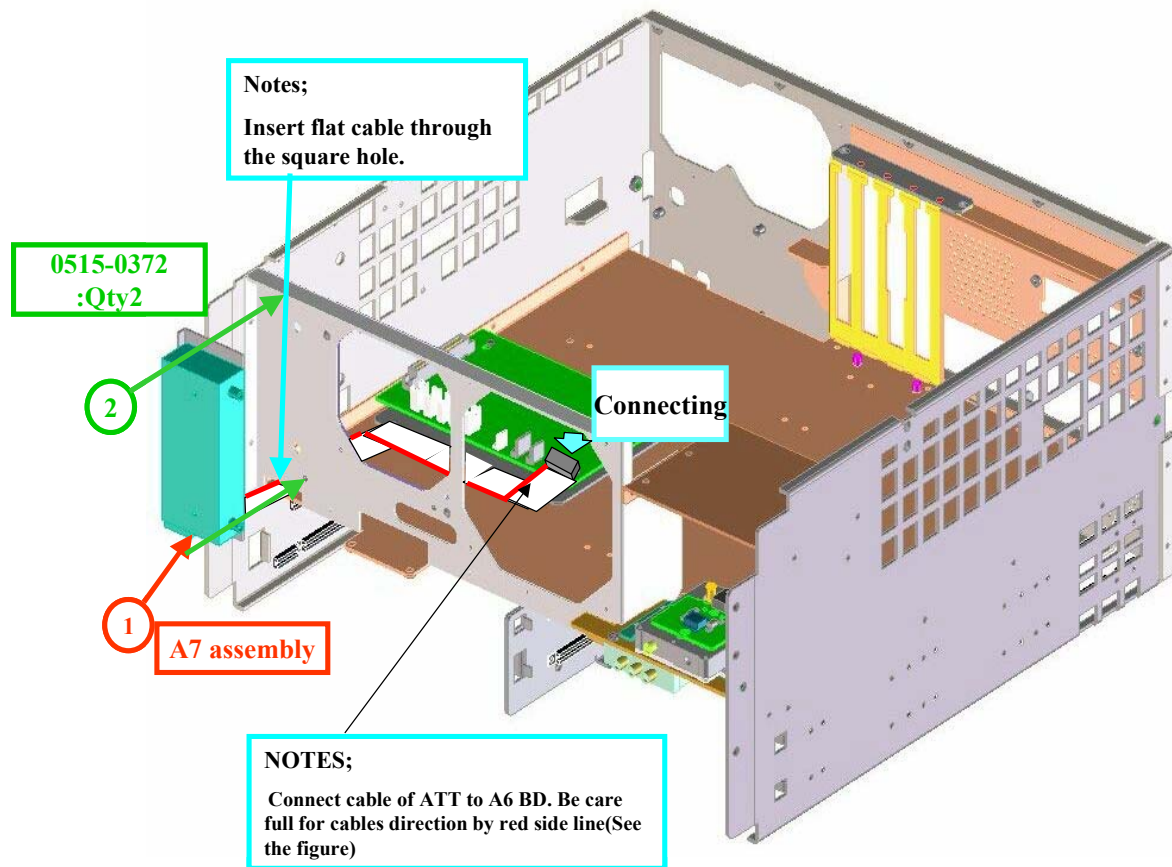 Notes;
Insert flat cable through
the square hole.
0515-0372
:Qty2
2
Connecting
1
A7 assembly
NOTES;
Connect cable of ATT to A6 BD. Be care
full for cables direction by red side line(See
the figure)